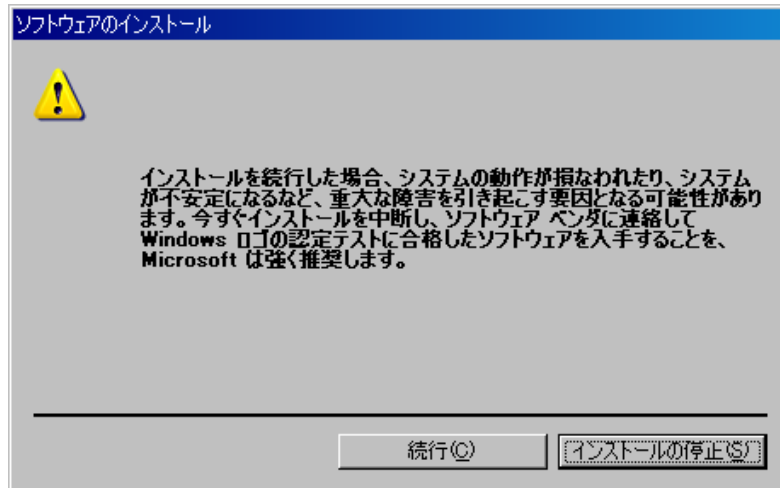 ソフトウェアのインストール
インストールを続行した場合、システムの動作が損なわれたり、システム
が不安定になるなど、重大な障害を引き起こす要因となる可能性があり
ます。今すぐインストールを中断し、ソフトウェア ベンダに連絡して
Windows ロゴの認定テストに合格したソフトウェアを入手することを、
Microsoft は強く推奨します。
続行(C)
インストールの停止(S)